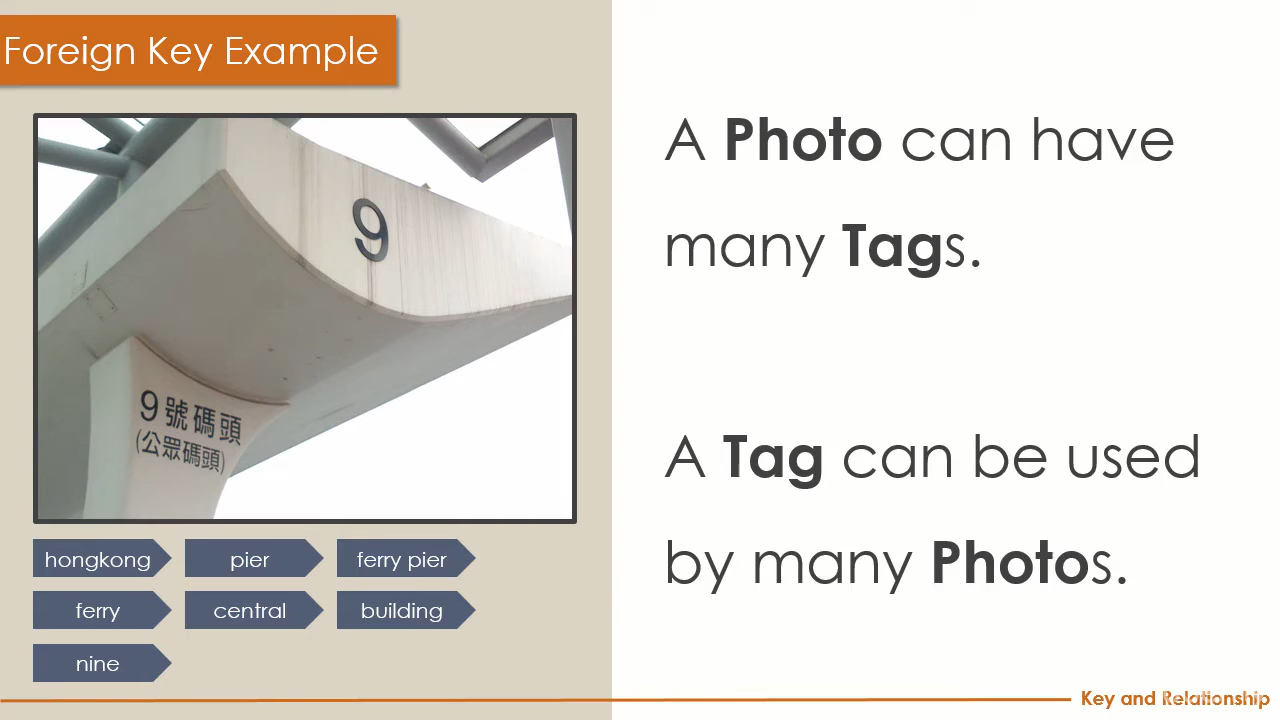 Foreign Key Example
9
9號碼頭
(公眾碼頭)
hongkong
pier
ferry pier
ferry
central
building
nine
A Photo can have
many Tags.
A Tag can be used
by many Photos.
Key and Relationship